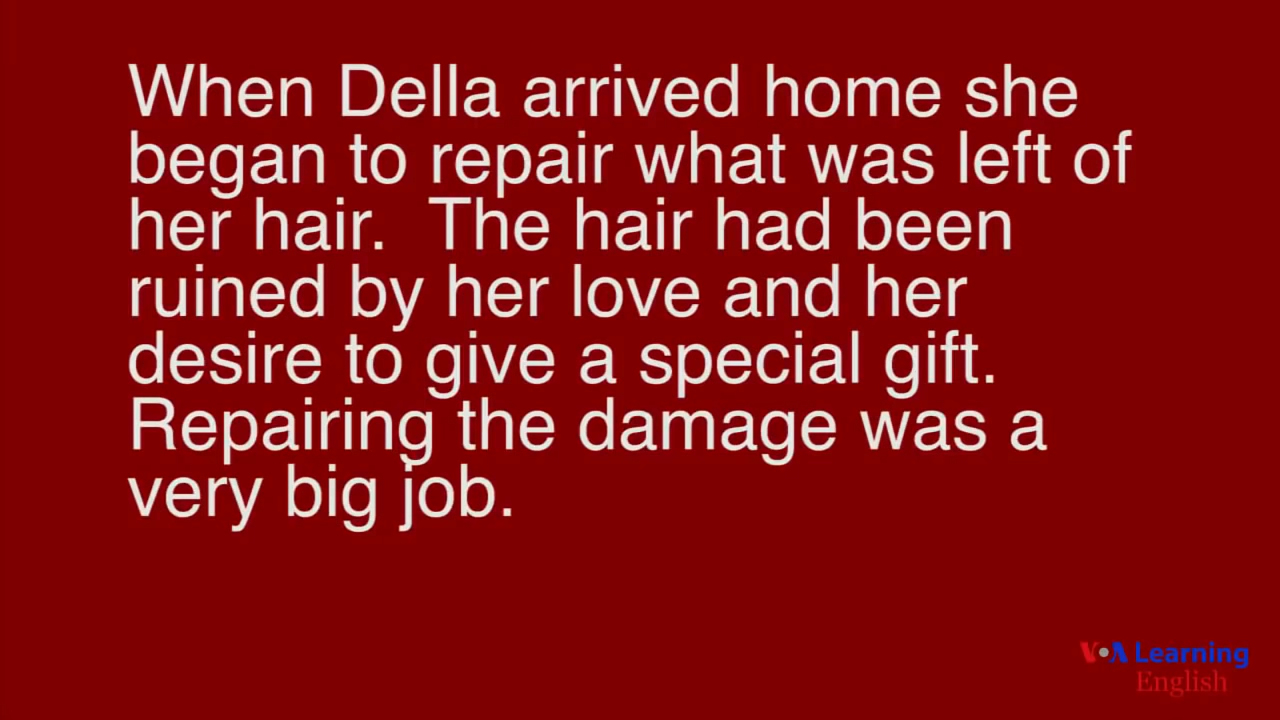 When Della arrived home she
began to repair what was left of
her hair.  The hair had been
ruined by her love and her
desire to give a special gift.
Repairing the damage was a
very big job.
VOA Learning
English